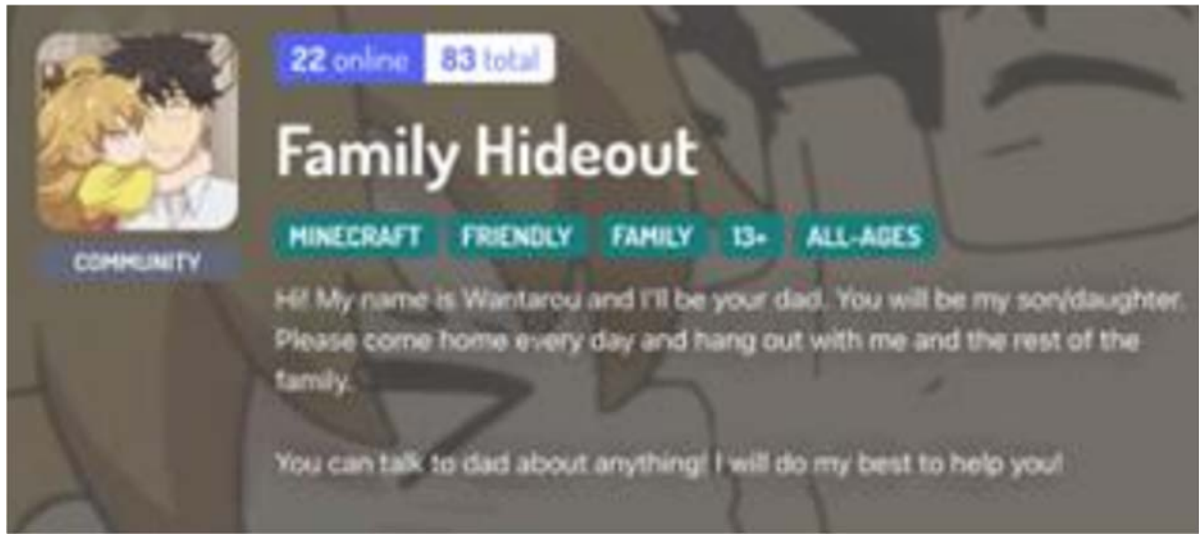 22 online 83 total
Family Hideout
MINECRAFT FRIENDLY FAMILY 13+ ALL-AGES
COMMUNITY
Hi! My name is Wantarou and I'll be your dad. You will be my son/daughter.
Please come home every day and hang out with me and the rest of the
family.
You can talk to dad about anything! I will do my best to help you!